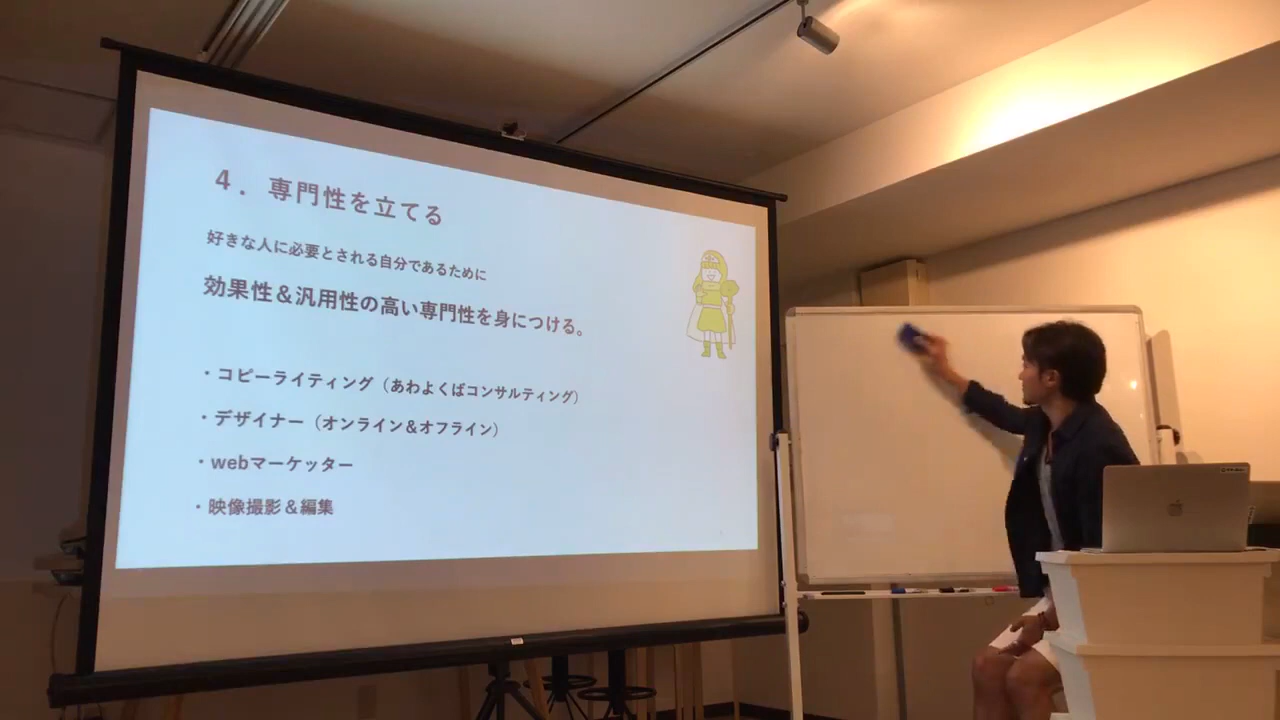 4．専門性を立てる
好きな人に必要とされる自分であるために
効果性＆汎用性の高い専門性を身につける。
・コピーライティング（あわよくばコンサルティング）
・デザイナー（オンライン＆オフライン）
・webマーケッター
・映像撮影＆編集